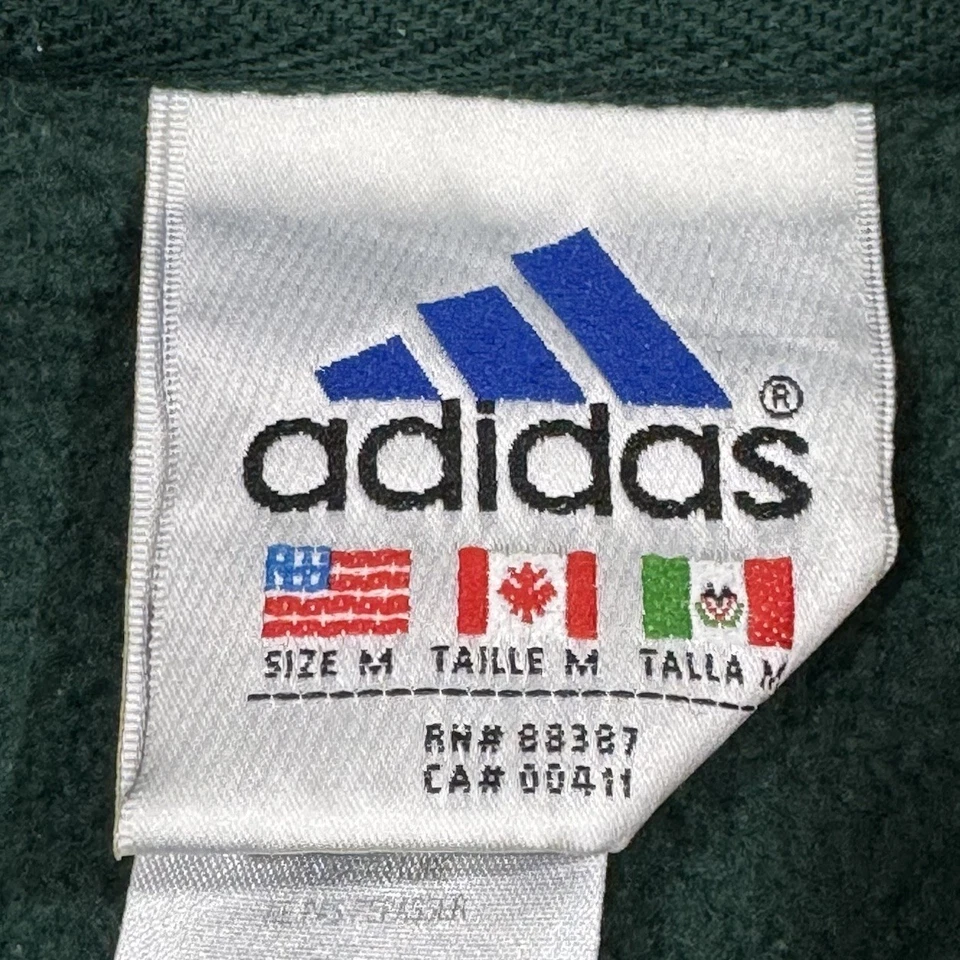 adidas®
SIZE M TAILLE M TALLA M
RN# 88387
CA# 00411